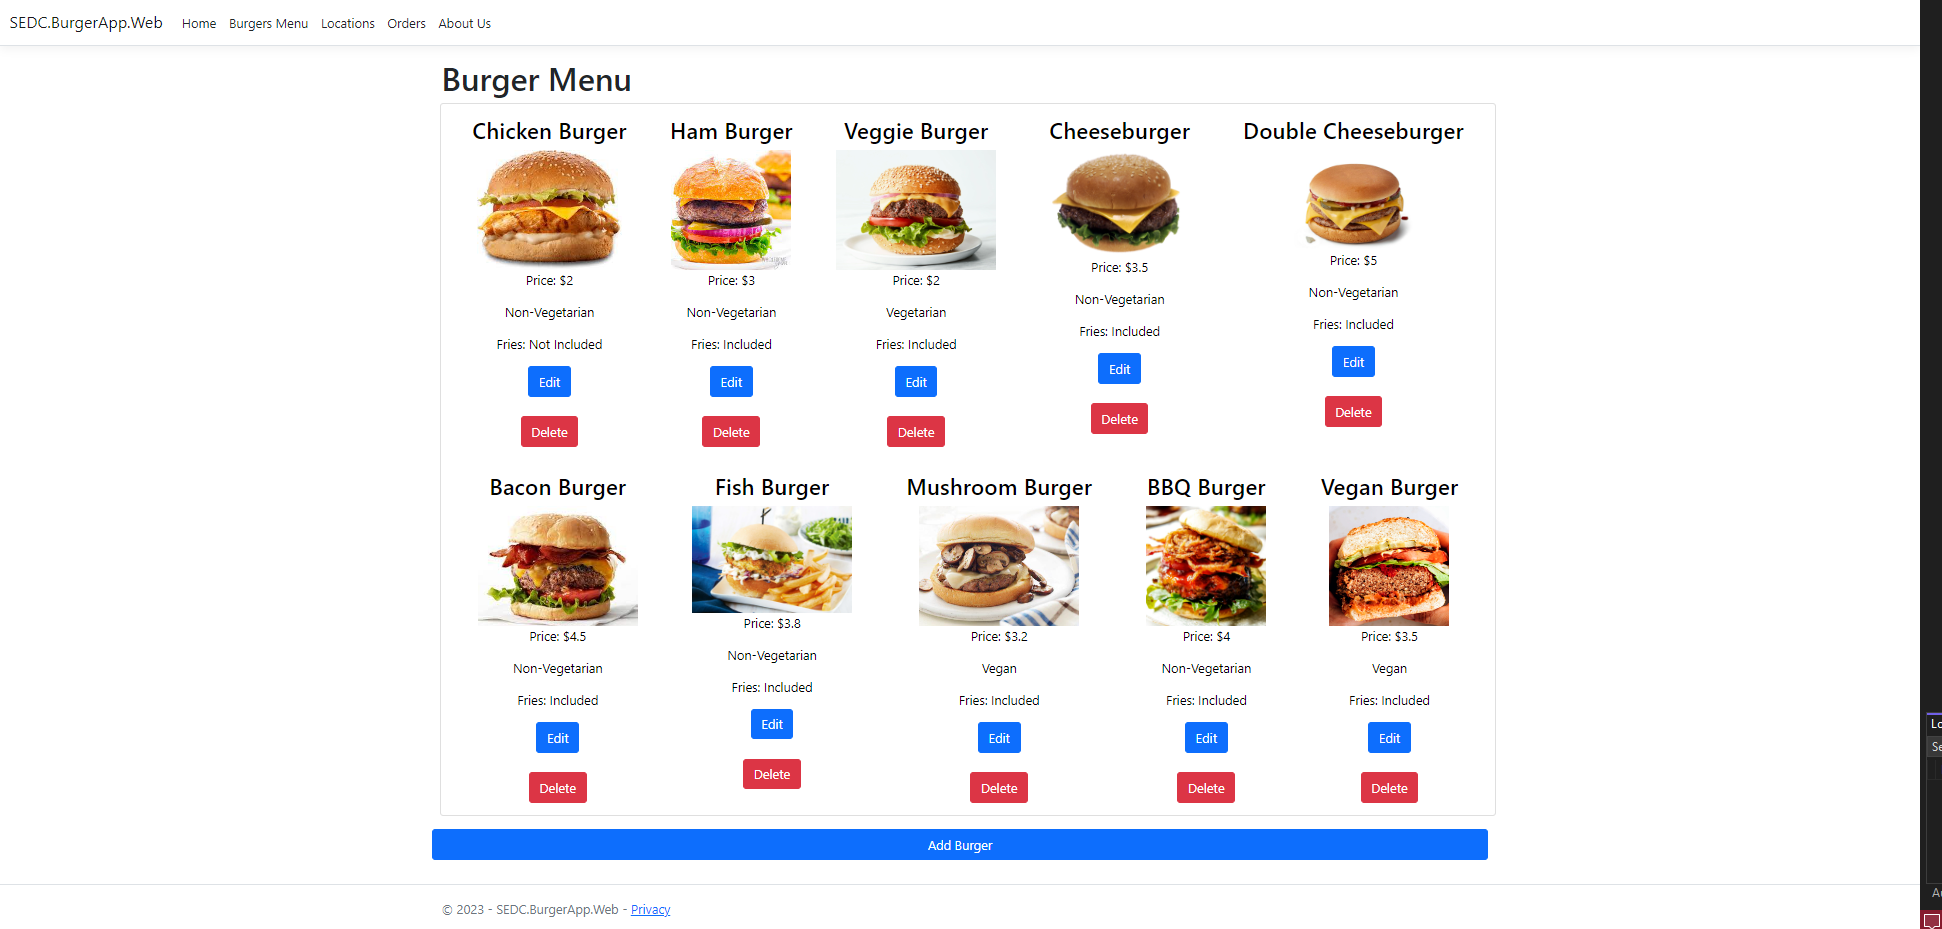 SEDC.BurgerApp.Web Home Burgers Menu Locations Orders About Us
Burger Menu
Chicken Burger
Price: $2
Non-Vegetarian
Fries: Not Included
Edit
Delete
Ham Burger
Price: $3
Non-Vegetarian
Fries: Included
Edit
Delete
Veggie Burger
Price: $2
Vegetarian
Fries: Included
Edit
Delete
Cheeseburger
Price: $3.5
Non-Vegetarian
Fries: Included
Edit
Delete
Double Cheeseburger
Price: $5
Non-Vegetarian
Fries: Included
Edit
Delete
Bacon Burger
Price: $4.5
Non-Vegetarian
Fries: Included
Edit
Delete
Fish Burger
Price: $3.8
Non-Vegetarian
Fries: Included
Edit
Delete
Mushroom Burger
Price: $3.2
Vegan
Fries: Included
Edit
Delete
BBQ Burger
Price: $4
Non-Vegetarian
Fries: Included
Edit
Delete
Vegan Burger
Price: $3.5
Vegan
Fries: Included
Edit
Delete
Add Burger
© 2023 - SEDC.BurgerApp.Web - Privacy